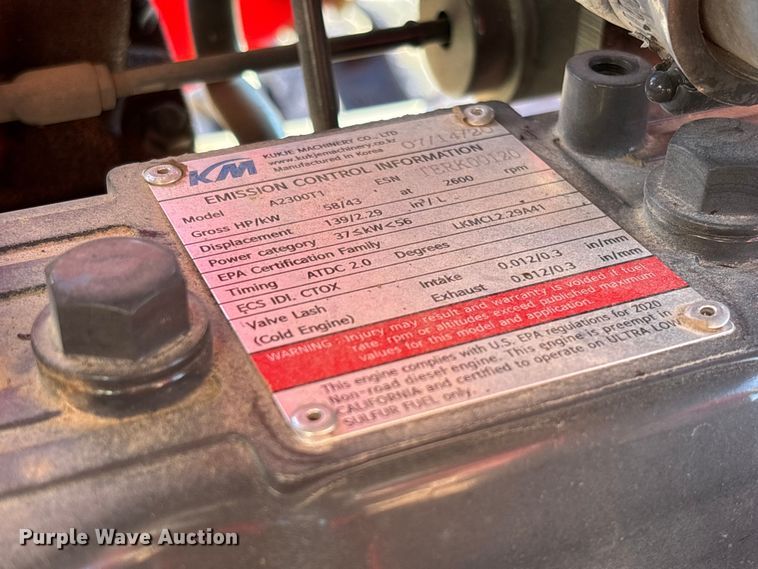 KM
KUKJE MACHINERY CO., LTD
www.kukjemachinery.co.kr
Manufactured in Korea
EMISSION CONTROL INFORMATION
Model A2300T1 ESN
Gross HP/kW 58/43 at 2600 rpm
Displacement 139/2.29 in³/L
Power category 37≤kW<56
EPA Certification Family LKMCL2.29A41
Timing ATDC 2.0 Degrees
ECS IDI. CTOX
Valve Lash Intake 0.012/0.3 in/mm
(Cold Engine) Exhaust 0.012/0.3 in/mm
WARNING : Injury may result and warranty is voided if fuel
rate. rpm or altitudes exceed published maximum
values for this model and application.
This engine complies with U.S. EPA regulations for 2020
Non-road diesel engine. This engine is preempt in
CALIFORNIA and certified to operate on ULTRA LOW
SULFUR FUEL only.
Purple Wave Auction